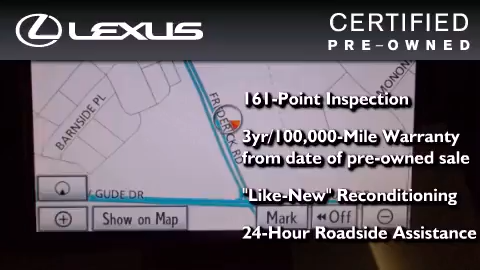 LEXUS
CERTIFIED
PRE-OWNED
MONON
BARNSIDE PL
FREDERICK RD
161-Point Inspection
3yr/100,000-Mile Warranty
from date of pre-owned sale
"Like-New" Reconditioning
GUDE DR
Show on Map
Mark
Off
24-Hour Roadside Assistance